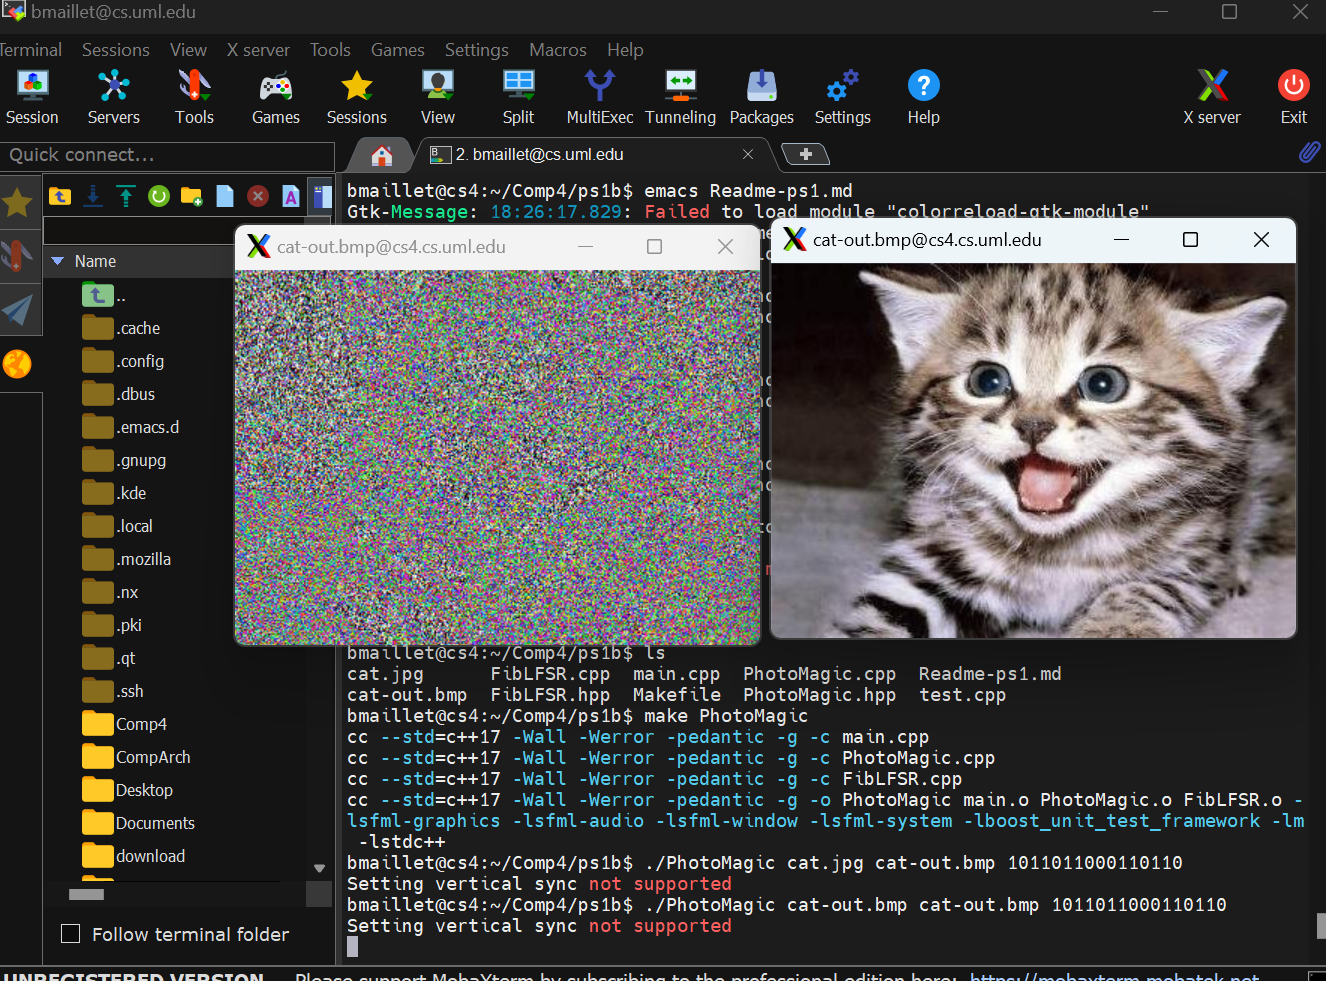 bmaillet@cs.uml.edu
Terminal Sessions View X server Tools Games Settings Macros Help
Session Servers Tools Games Sessions View Split MultiExec Tunneling Packages Settings Help X server Exit
Quick connect...
2. bmaillet@cs.uml.edu
bmaillet@cs4:~/Comp4/ps1b$ emacs Readme-ps1.md
Gtk-Message: 18:26:17.829: Failed to load module "colorreload-gtk-module"
cat-out.bmp@cs4.cs.uml.edu
cat-out.bmp@cs4.cs.uml.edu
Name
..
.cache
.config
.dbus
.emacs.d
.gnupg
.kde
.local
.mozilla
.nx
.pki
.qt
.ssh
Comp4
CompArch
Desktop
Documents
download
Follow terminal folder
bmaillet@cs4:~/Comp4/ps1b$ ls
cat.jpg FibLFSR.cpp main.cpp PhotoMagic.cpp Readme-ps1.md
cat-out.bmp FibLFSR.hpp Makefile PhotoMagic.hpp test.cpp
bmaillet@cs4:~/Comp4/ps1b$ make PhotoMagic
cc --std=c++17 -Wall -Werror -pedantic -g -c main.cpp
cc --std=c++17 -Wall -Werror -pedantic -g -c PhotoMagic.cpp
cc --std=c++17 -Wall -Werror -pedantic -g -c FibLFSR.cpp
cc --std=c++17 -Wall -Werror -pedantic -g -o PhotoMagic main.o PhotoMagic.o FibLFSR.o -
lsfml-graphics -lsfml-audio -lsfml-window -lsfml-system -lboost_unit_test_framework -lm
-lstdc++
bmaillet@cs4:~/Comp4/ps1b$ ./PhotoMagic cat.jpg cat-out.bmp 1011011000110110
Setting vertical sync not supported
bmaillet@cs4:~/Comp4/ps1b$ ./PhotoMagic cat-out.bmp cat-out.bmp 1011011000110110
Setting vertical sync not supported
UNREGISTERED VERSION - Please support MobaXterm by subscribing to the professional edition here: https://mobaxterm.mobatek.net